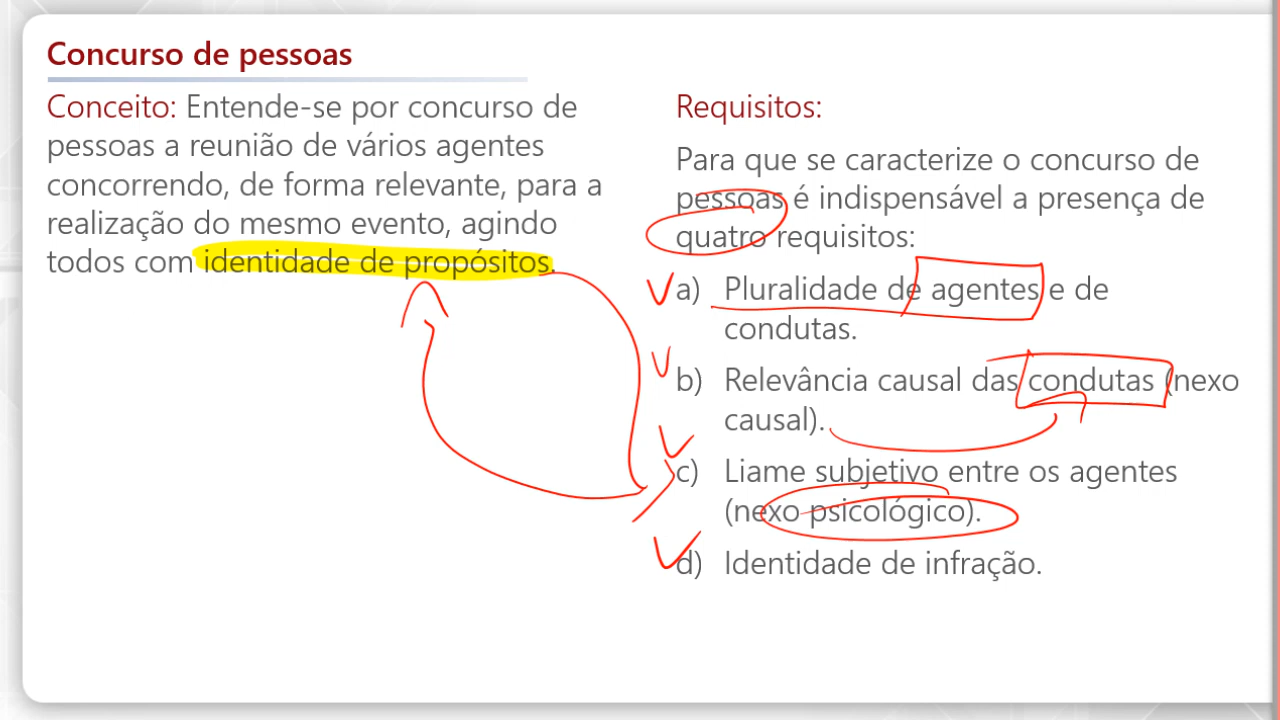 Concurso de pessoas
Conceito: Entende-se por concurso de
pessoas a reunião de vários agentes
concorrendo, de forma relevante, para a
realização do mesmo evento, agindo
todos com identidade de propósitos.
Requisitos:
Para que se caracterize o concurso de
pessoas é indispensável a presença de
quatro requisitos:
a) Pluralidade de agentes e de
condutas.
b) Relevância causal das condutas (nexo
causal).
c) Liame subjetivo entre os agentes
(nexo psicológico).
d) Identidade de infração.